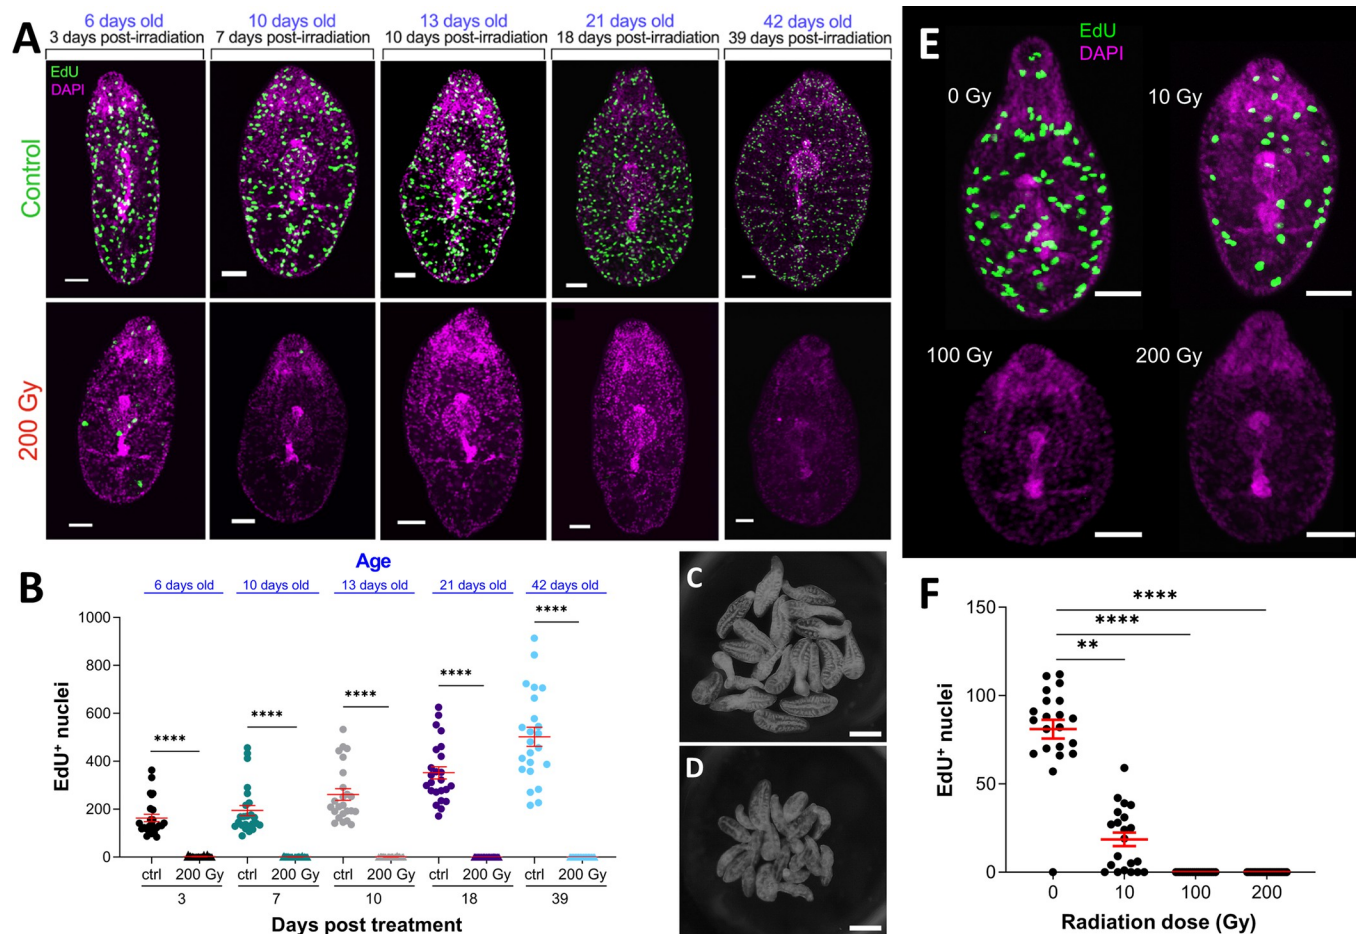 A
6 days old
3 days post-irradiation
10 days old
7 days post-irradiation
13 days old
10 days post-irradiation
21 days old
18 days post-irradiation
42 days old
39 days post-irradiation
EdU
DAPI
Control
200 Gy
B
Age
6 days old
10 days old
13 days old
21 days old
42 days old
1000
800
600
400
200
0
EdU+ nuclei
****
****
****
****
****
ctrl 200 Gy ctrl 200 Gy ctrl 200 Gy ctrl 200 Gy ctrl 200 Gy
3 7 10 18 39
Days post treatment
C
D
E
EdU
DAPI
0 Gy
10 Gy
100 Gy
200 Gy
F
150
100
50
0
EdU+ nuclei
****
****
**
0 10 100 200
Radiation dose (Gy)